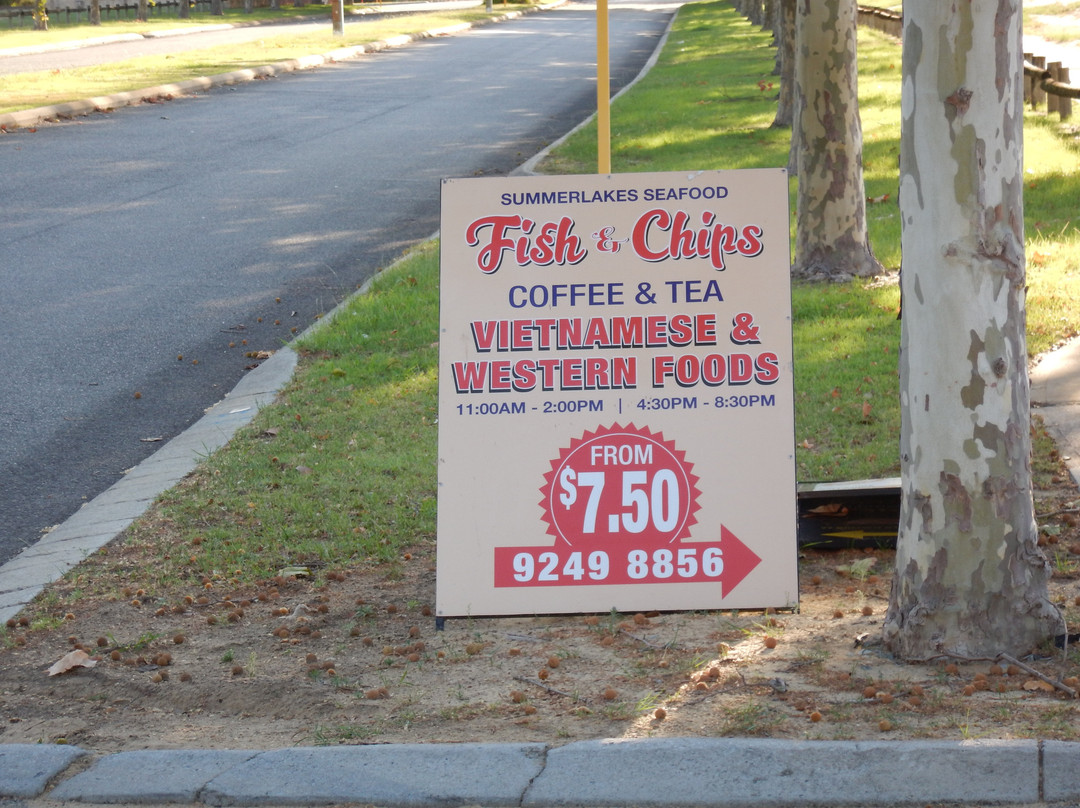 SUMMERLAKES SEAFOOD
Fish & Chips
COFFEE & TEA
VIETNAMESE &
WESTERN FOODS
11:00AM - 2:00PM | 4:30PM - 8:30PM
FROM
$7.50
9249 8856